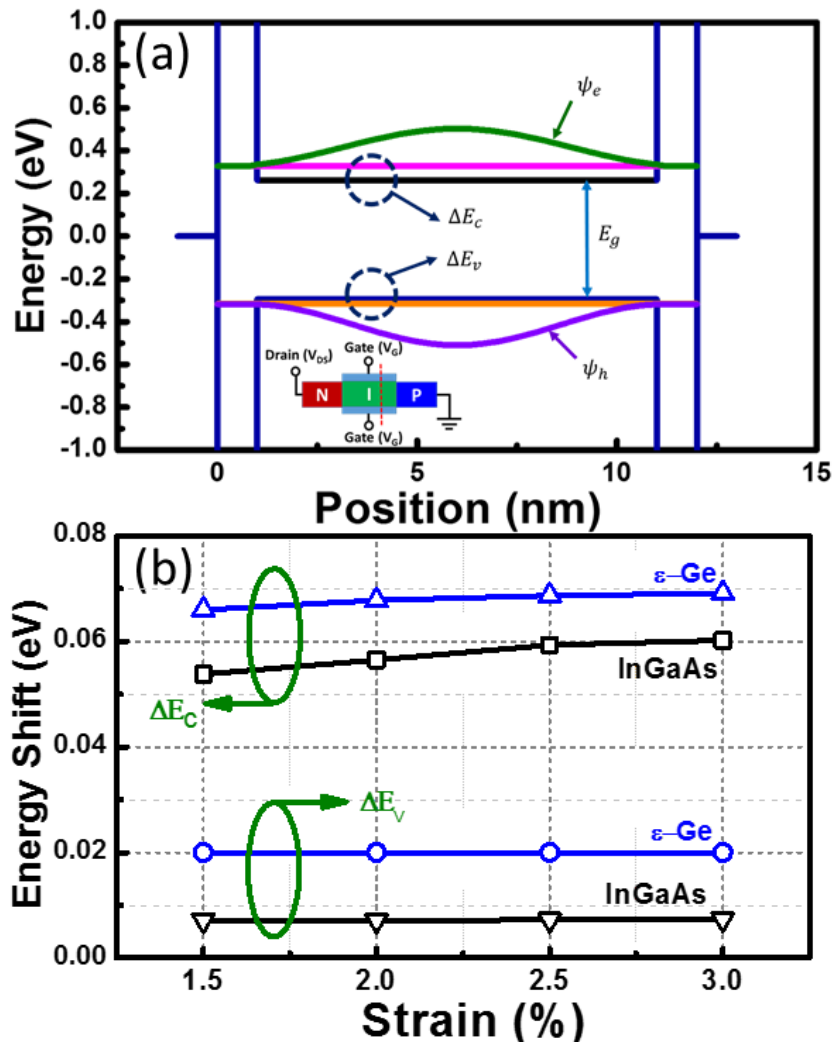 (a)
Energy (eV)
1.0
0.8
0.6
0.4
0.2
0.0
-0.2
-0.4
-0.6
-0.8
-1.0
ψe
ΔEc
Eg
ΔEv
ψh
Gate (VG)
Drain (VDS)
N I P
Gate (VG)
0 5 10 15
Position (nm)
(b)
Energy Shift (eV)
0.08
0.06
0.04
0.02
0.00
ε–Ge
InGaAs
ΔEC
ΔEV
ε–Ge
InGaAs
1.5 2.0 2.5 3.0
Strain (%)